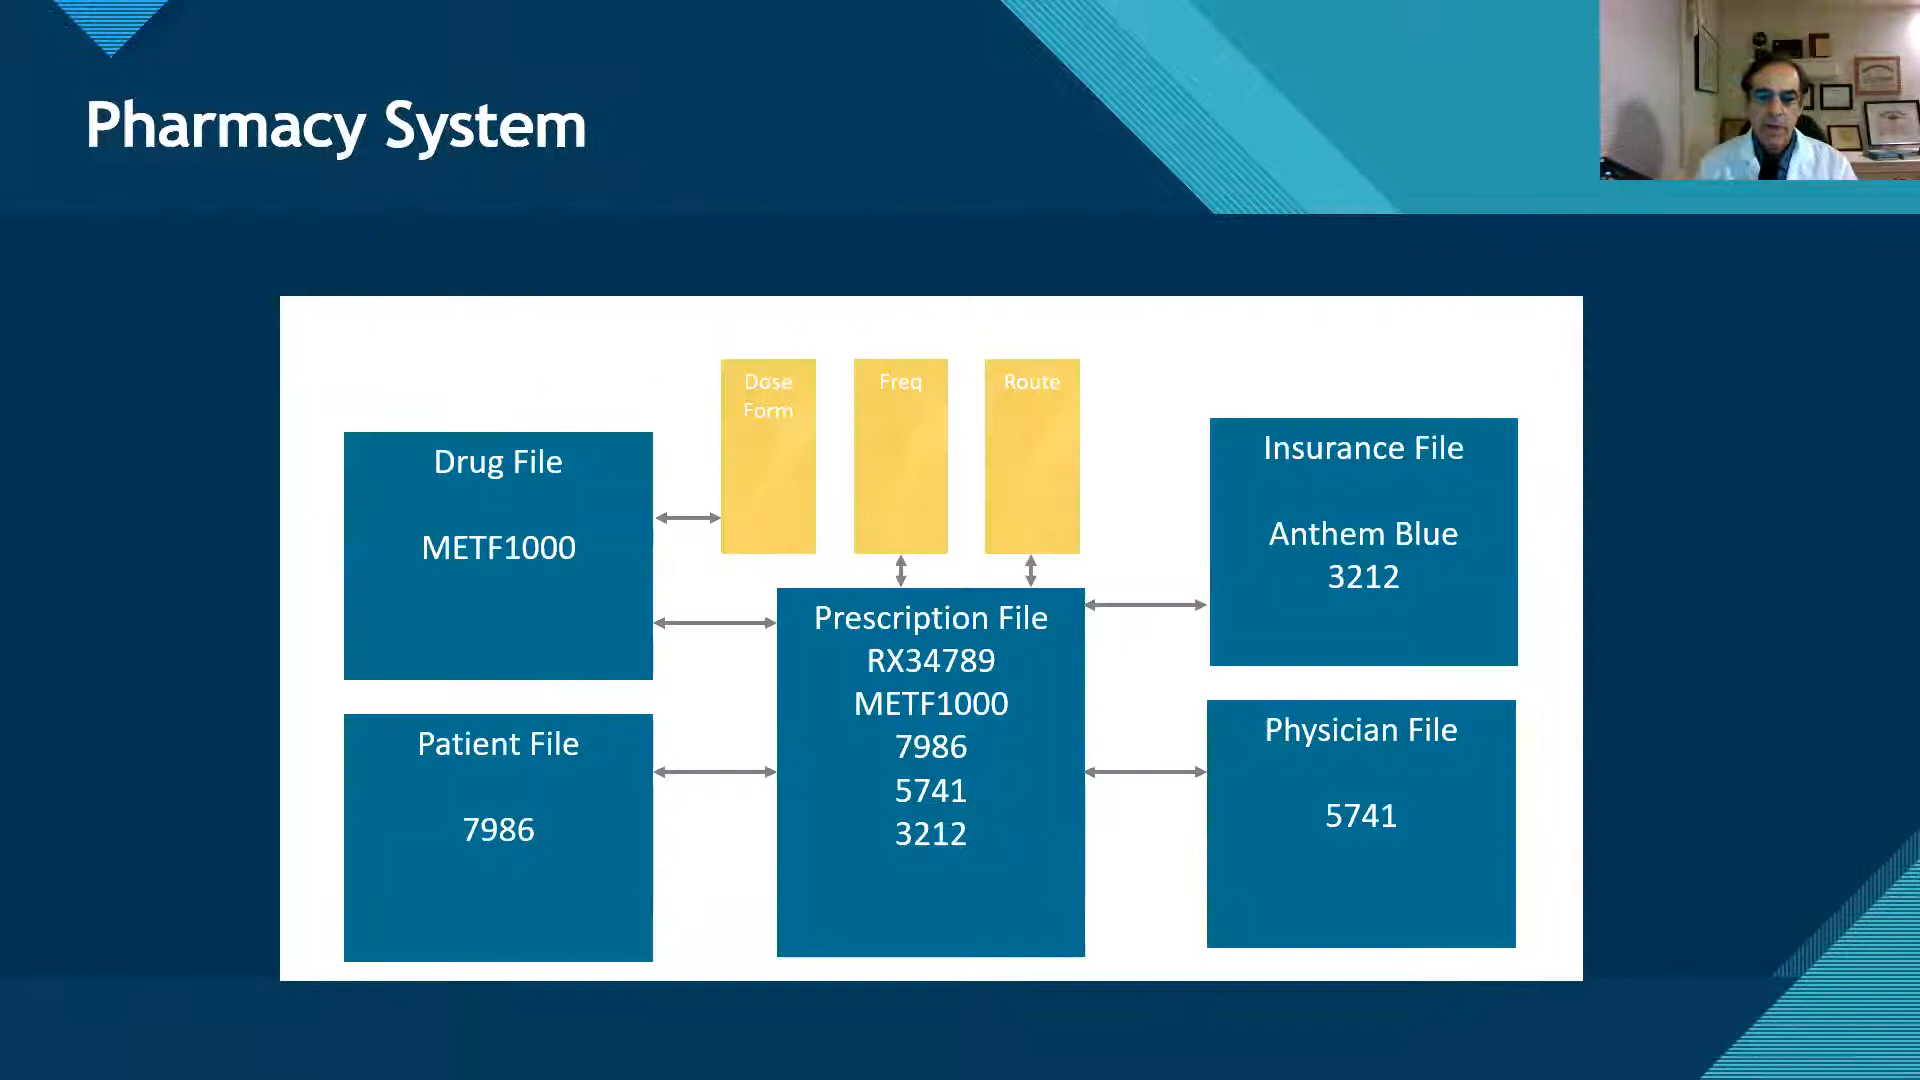 Pharmacy System
Dose
Form
Freq
Route
Drug File
METF1000
Insurance File
Anthem Blue
3212
Prescription File
RX34789
METF1000
7986
5741
3212
Patient File
7986
Physician File
5741